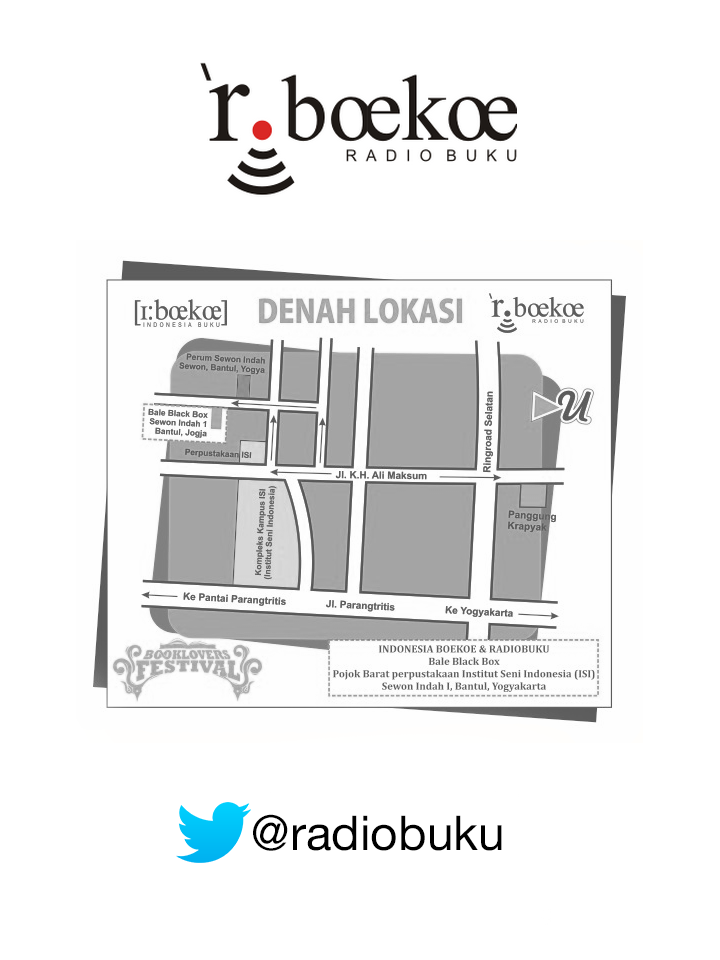 'r.boekoe
RADIO BUKU
[ɪ:boekoe]
INDONESIA BUKU
DENAH LOKASI
'r.boekoe
RADIO BUKU
Perum Sewon Indah
Sewon, Bantul, Yogya
Bale Black Box
Sewon Indah 1
Bantul, Jogja
Perpustakaan ISI
Jl. K.H. Ali Maksum
Ringroad Selatan
U
Panggung
Krapyak
Kompleks Kampus ISI
(Institut Seni Indonesia)
Ke Pantai Parangtritis
Jl. Parangtritis
Ke Yogyakarta
BOOKLOVERS
FESTIVAL
INDONESIA BOEKOE & RADIOBUKU
Bale Black Box
Pojok Barat perpustakaan Institut Seni Indonesia (ISI)
Sewon Indah I, Bantul, Yogyakarta
@radiobuku